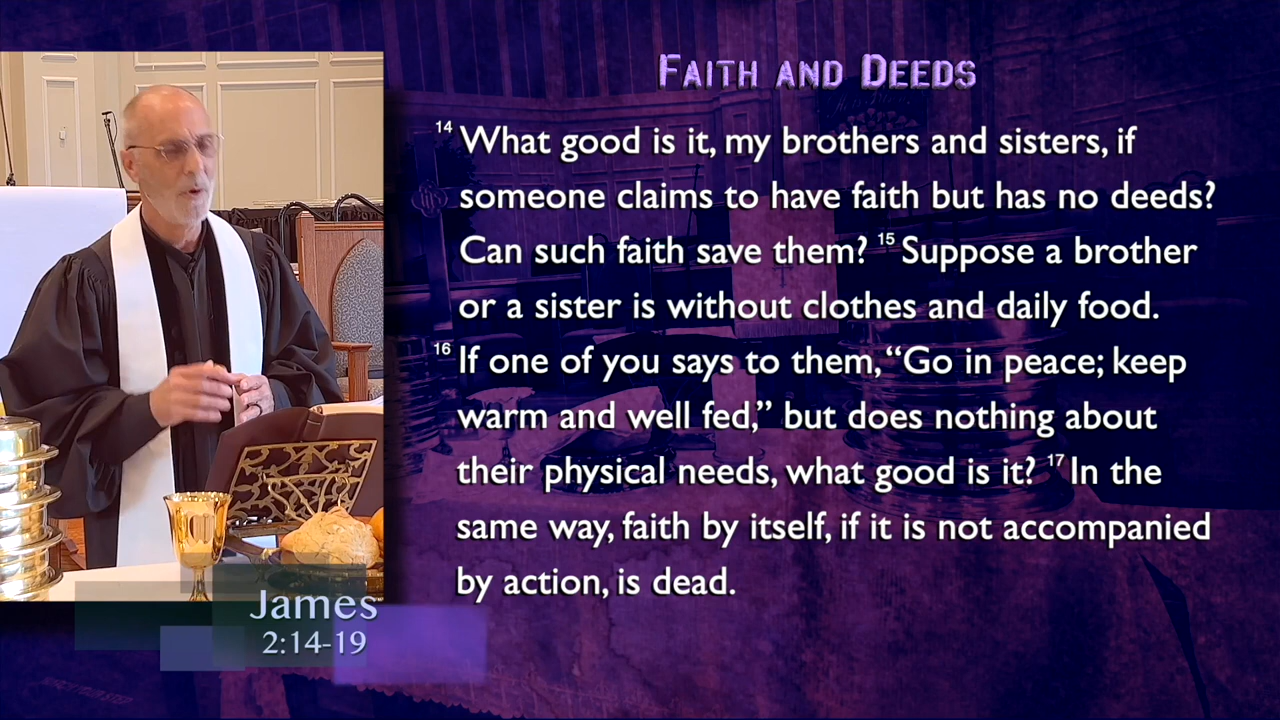 FAITH AND DEEDS
14 What good is it, my brothers and sisters, if
someone claims to have faith but has no deeds?
Can such faith save them? 15 Suppose a brother
or a sister is without clothes and daily food.
16 If one of you says to them, “Go in peace; keep
warm and well fed,” but does nothing about
their physical needs, what good is it? 17 In the
same way, faith by itself, if it is not accompanied
by action, is dead.
James
2:14-19